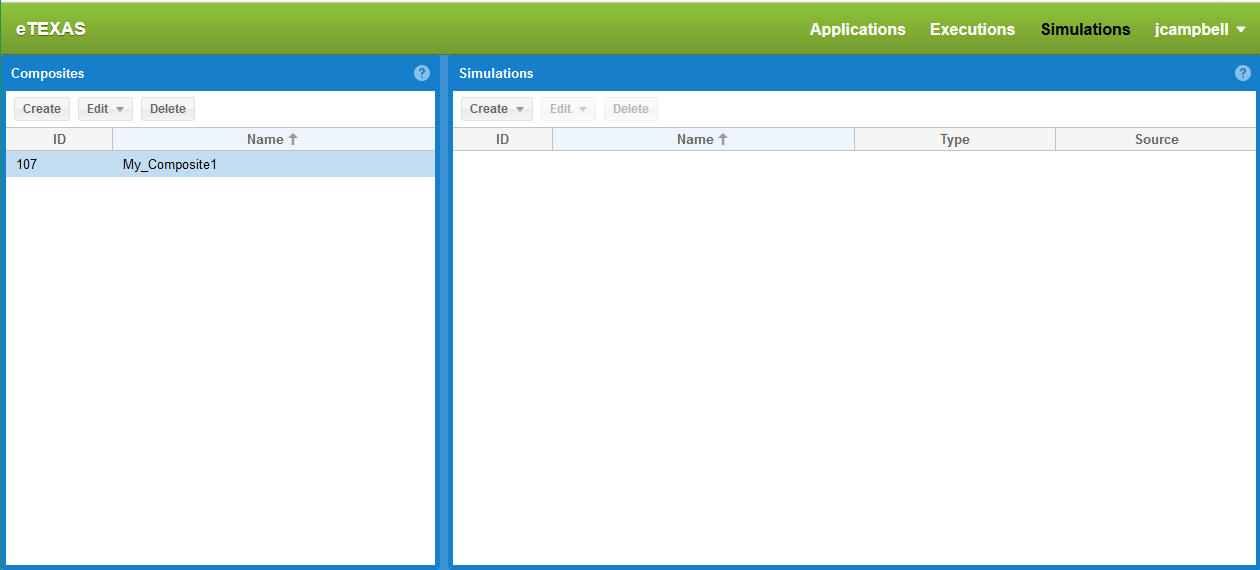 eTEXAS Applications Executions Simulations jcampbell
Composites ? Simulations ?
Create Edit Delete Create Edit Delete
ID Name ID Name Type Source
107 My_Composite1